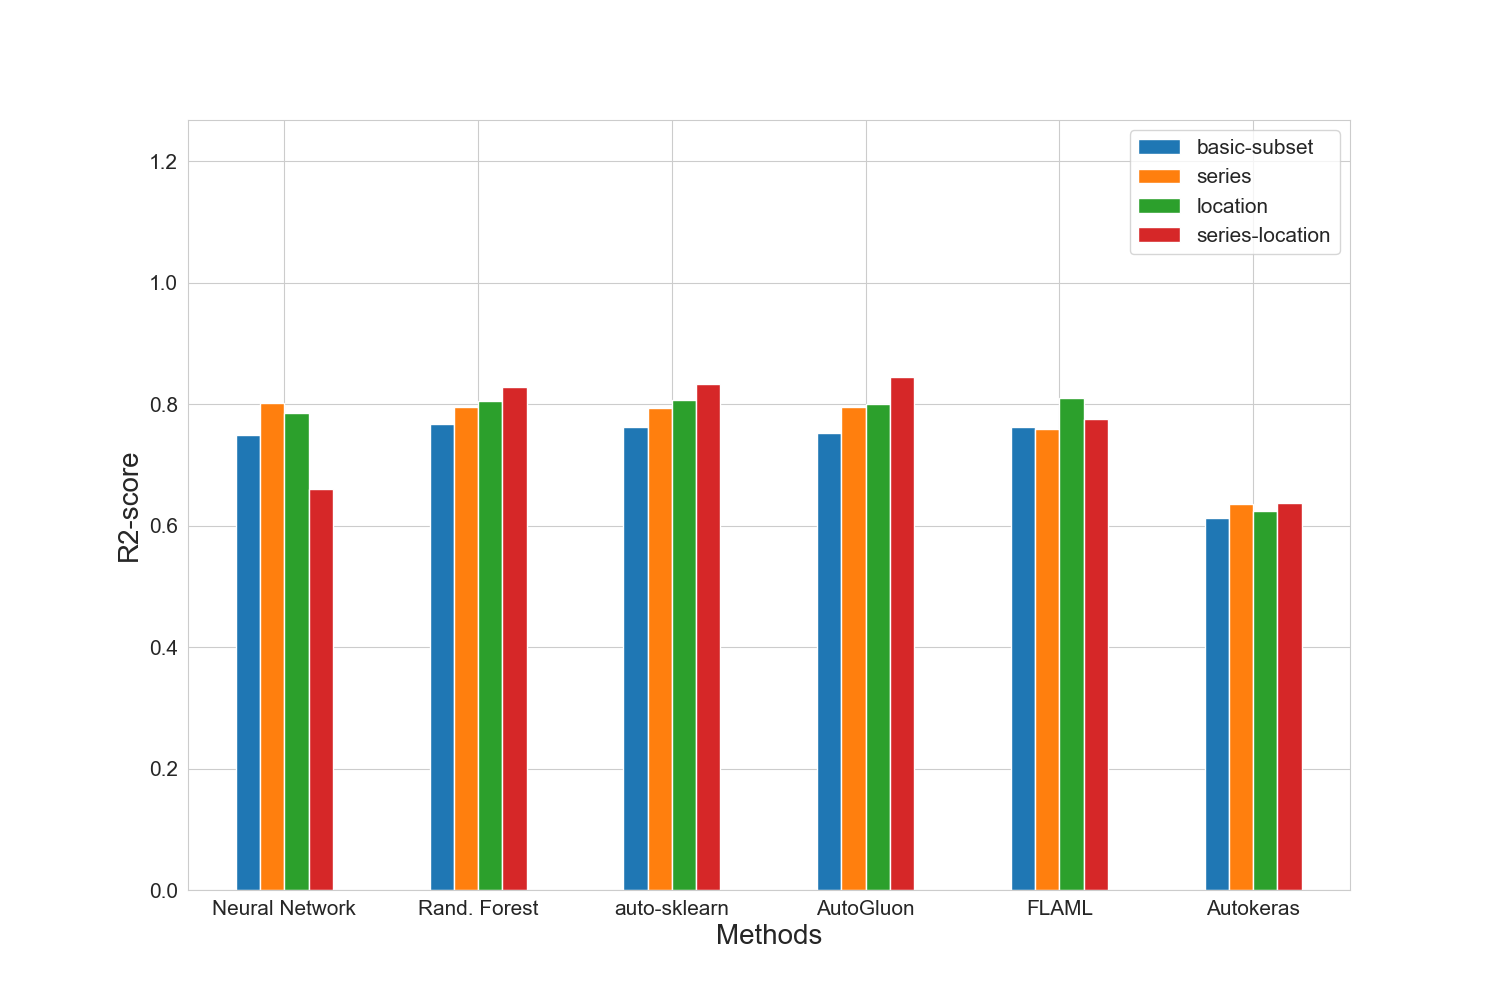 basic-subset
series
location
series-location
1.2
1.0
0.8
0.6
0.4
0.2
0.0
R2-score
Neural Network Rand. Forest auto-sklearn AutoGluon FLAML Autokeras
Methods